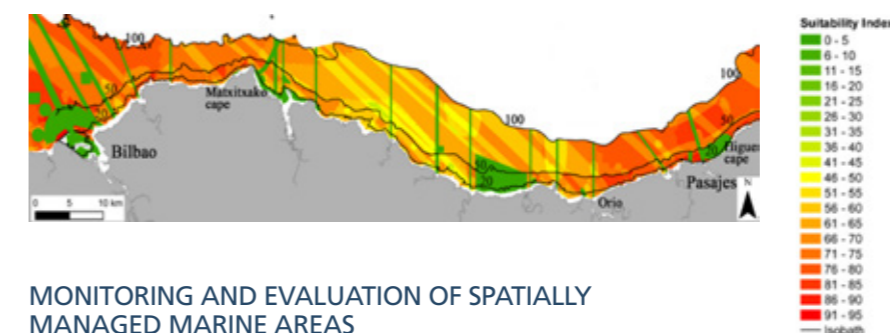 Suitability Index
0 - 5
6 - 10
11 - 15
16 - 20
21 - 25
26 - 30
31 - 35
36 - 40
41 - 45
46 - 50
51 - 55
56 - 60
61 - 65
66 - 70
71 - 75
76 - 80
81 - 85
86 - 90
91 - 95
Isobath
100
50
Matxitxako
cape
Bilbao
100
50
20
Orio
100
50
20
Higuer
cape
Pasajes
N
0 5 10 km
MONITORING AND EVALUATION OF SPATIALLY
MANAGED MARINE AREAS